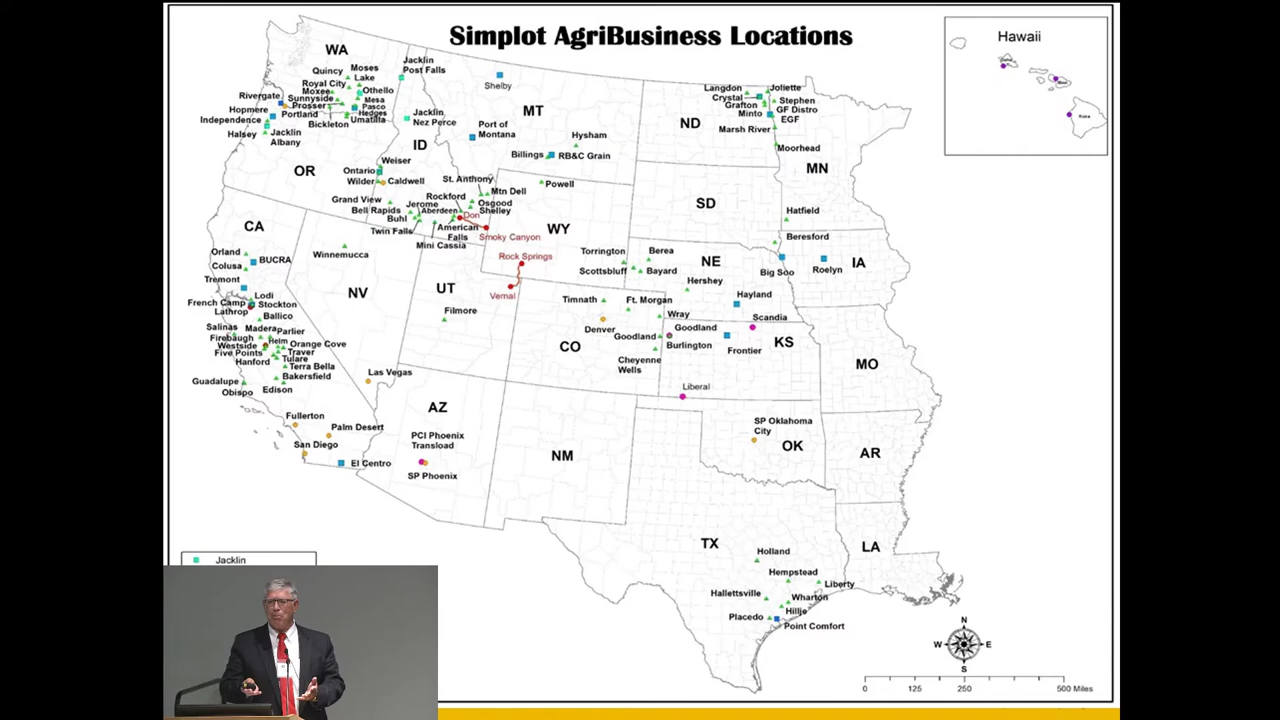 Simplot AgriBusiness Locations
Hawaii
WA
Quincy
Moses
Lake
Royal City
Moxee
Othello
Sunnyside
Mesa
Prosser
Pasco
Hedges
Bickleton
Umatilla
Rivergate
Portland
Hopmere
Independence
Halsey
Jacklin
Albany
Jacklin
Post Falls
Jacklin
Nez Perce
Shelby
MT
Port of
Montana
Hysham
Billings
RB&C Grain
ID
OR
Weiser
Ontario
Wilder
Caldwell
St. Anthony
Mtn Dell
Rockford
Osgood
Shelley
Grand View
Jerome
Bell Rapids
Aberdeen
Buhl
Don
Twin Falls
American
Falls
Smoky Canyon
Mini Cassia
Powell
WY
Rock Springs
Vernal
Langdon
Joliette
Crystal
Stephen
Grafton
GF Distro
Minto
EGF
ND
Marsh River
Moorhead
MN
SD
Hatfield
Beresford
CA
Orland
BUCRA
Colusa
Tremont
Lodi
French Camp
Stockton
Lathrop
Ballico
Salinas
Madera
Parlier
Firebaugh
Helm
Orange Cove
Westside
Five Points
Traver
Hanford
Tulare
Terra Bella
Bakersfield
Guadalupe
Obispo
Edison
Winnemucca
NV
UT
Filmore
Las Vegas
Fullerton
Palm Desert
San Diego
El Centro
AZ
PCI Phoenix
Transload
SP Phoenix
NM
Torrington
Berea
Scottsbluff
Bayard
NE
Hershey
Big Soo
Roelyn
IA
Hayland
Timnath
Ft. Morgan
Wray
Denver
Goodland
Goodland
Burlington
CO
Cheyenne
Wells
Scandia
Frontier
KS
Liberal
MO
SP Oklahoma
City
OK
AR
TX
LA
Holland
Hempstead
Liberty
Hallettsville
Wharton
Hillje
Placedo
Point Comfort
Jacklin
N
W
E
S
0 125 250 500 Miles